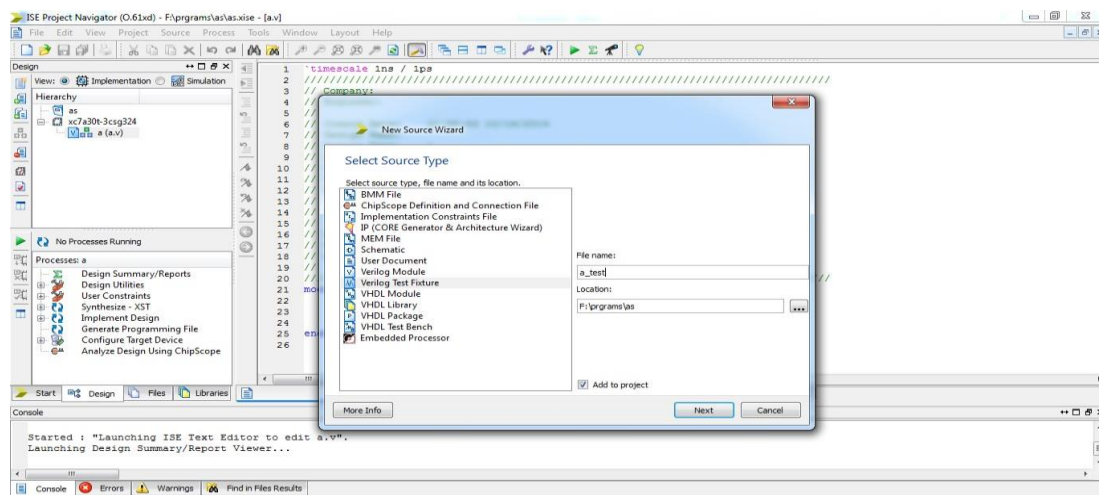 ISE Project Navigator (O.61xd) - F:\prgrams\as\as.xise - [a.v]
File Edit View Project Source Process Tools Window Layout Help
Design
View: Implementation Simulation
Hierarchy
as
xc7a30t-3csg324
a (a.v)
No Processes Running
Processes: a
Design Summary/Reports
Design Utilities
User Constraints
Synthesize - XST
Implement Design
Generate Programming File
Configure Target Device
Analyze Design Using ChipScope
Start Design Files Libraries
1 `timescale 1ns / 1ps
2 //////////////////////////////////////////////////////////////////////////////////
3 // Company:
4 //
5 //
6 //
7 //
8 //
9 //
10 //
11 //
12 //
13 //
14 //
15 //
16 //
17 //
18 //
19 //
20 //
21 mo
22
23
24
25 en
26
New Source Wizard
Select Source Type
Select source type, file name and its location.
BMM File
ChipScope Definition and Connection File
Implementation Constraints File
IP (CORE Generator & Architecture Wizard)
MEM File
Schematic
User Document
Verilog Module
Verilog Test Fixture
VHDL Module
VHDL Library
VHDL Package
VHDL Test Bench
Embedded Processor
File name:
a_test
Location:
F:\prgrams\as
...
Add to project
More Info Next Cancel
Console
Started : "Launching ISE Text Editor to edit a.v".
Launching Design Summary/Report Viewer...
Console Errors Warnings Find in Files Results